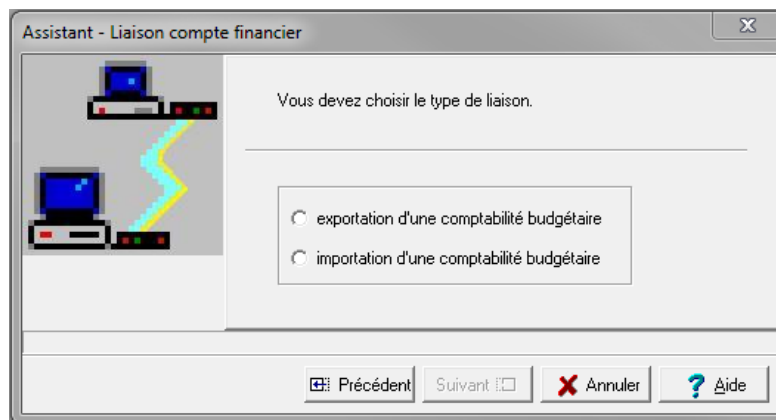 Assistant - Liaison compte financier
Vous devez choisir le type de liaison.
exportation d'une comptabilité budgétaire
importation d'une comptabilité budgétaire
Précédent Suivant Annuler Aide